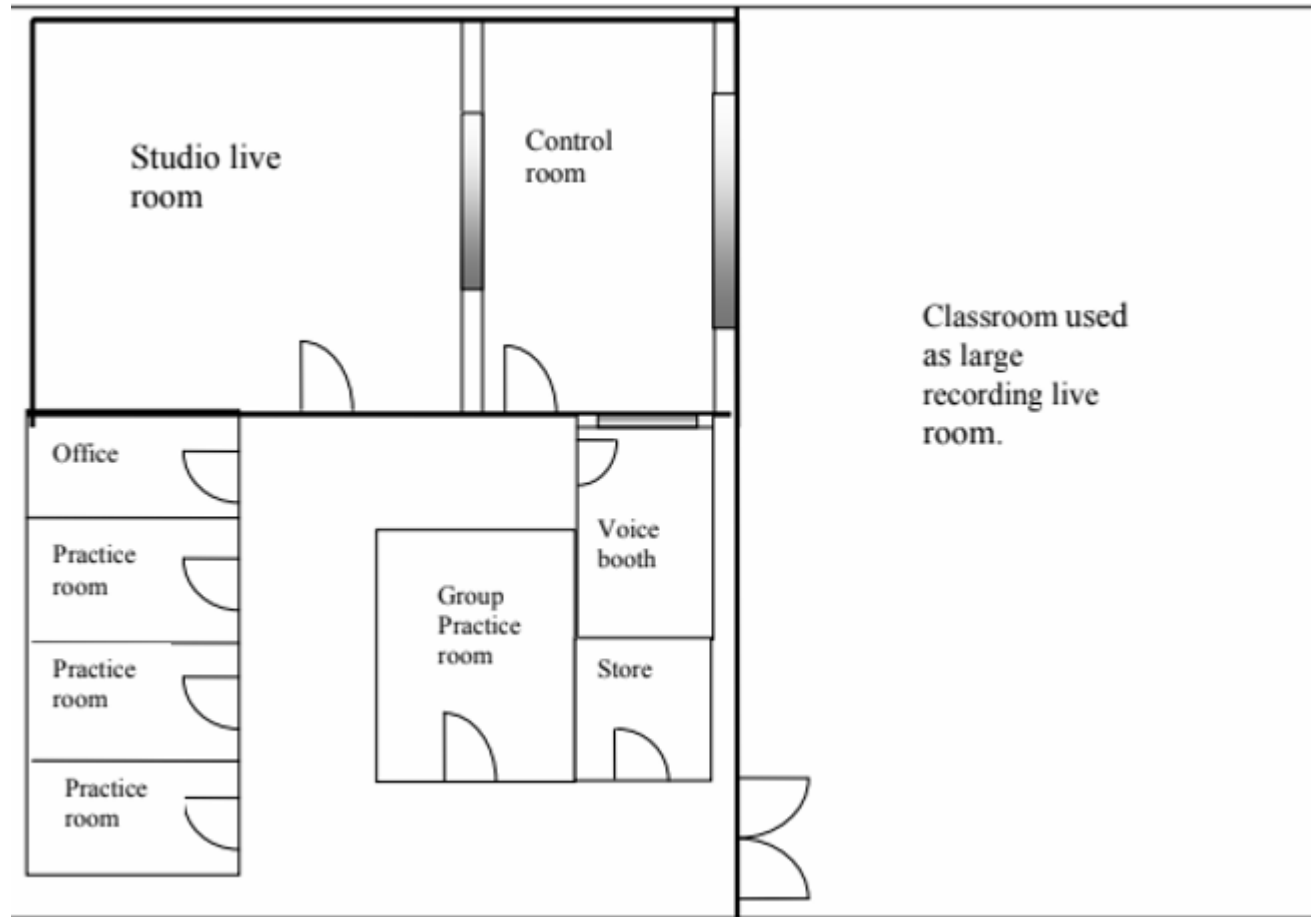 Studio live
room
Control
room
Classroom used
as large
recording live
room.
Office
Practice
room
Practice
room
Practice
room
Group
Practice
room
Voice
booth
Store